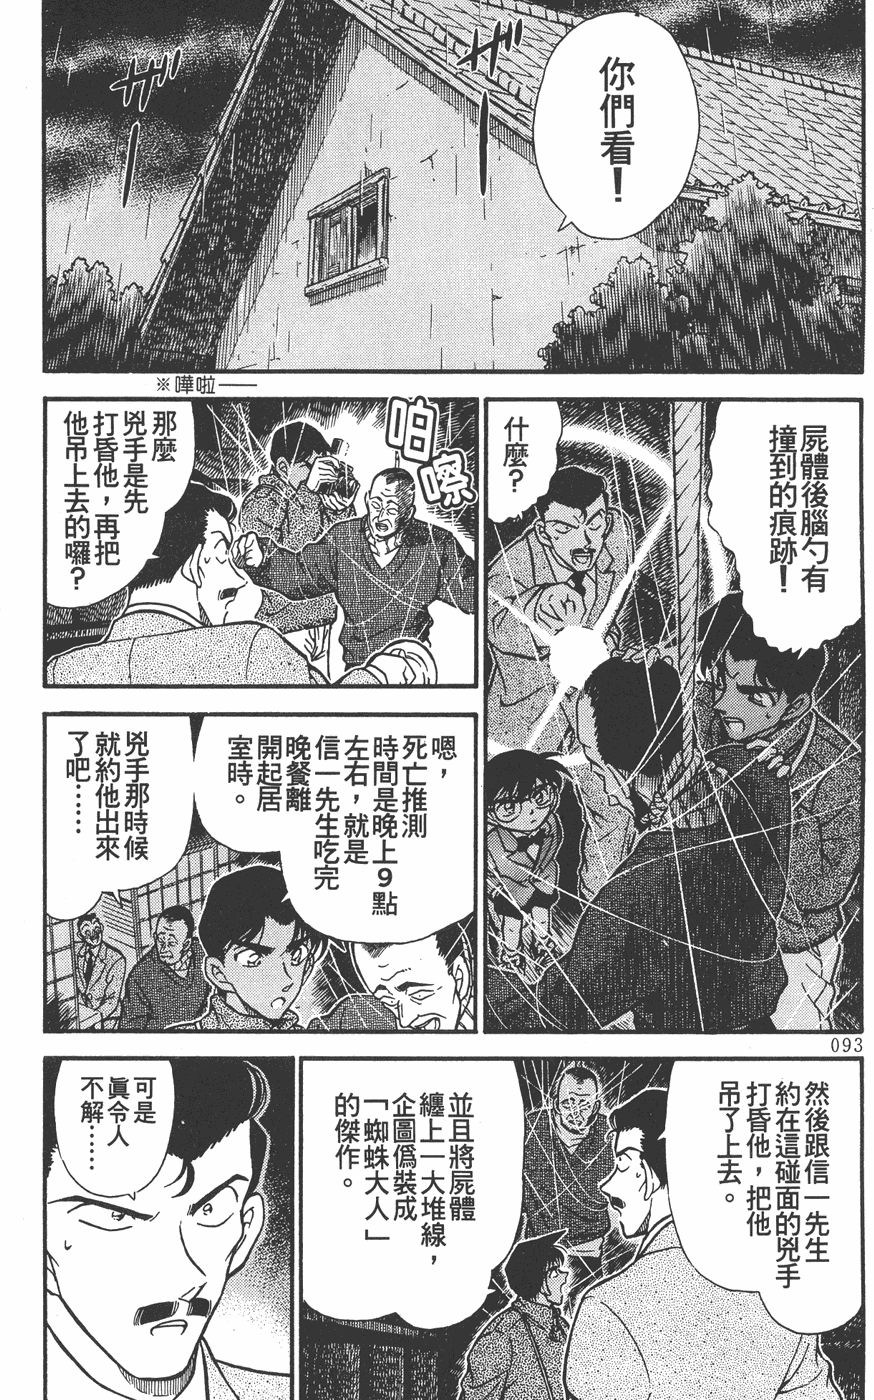 你們看！
ザザ
ザザ
※嘩啦——
屍體後腦勺有
撞到的痕跡！
什麼？
咱嚓
那麼
兇手是先
打昏他，再把
他吊上去的囉？
嗯，
死亡推測
時間是晚上9點
左右，就是
信一先生吃完
晚餐離
開起居
室時。
兇手那時候
就約他出來
了吧……
093
然後跟信一先生
約在這碰面的兇手
打昏他，把他
吊了上去。
並且將屍體
纏上一大堆線，
企圖偽裝成
「蜘蛛大人」
的傑作。
可是
眞令人
不解……